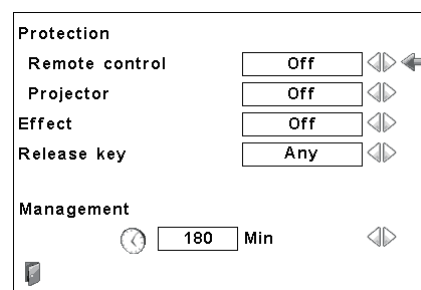 Protection
Remote control Off
Projector Off
Effect Off
Release key Any
Management
180 Min